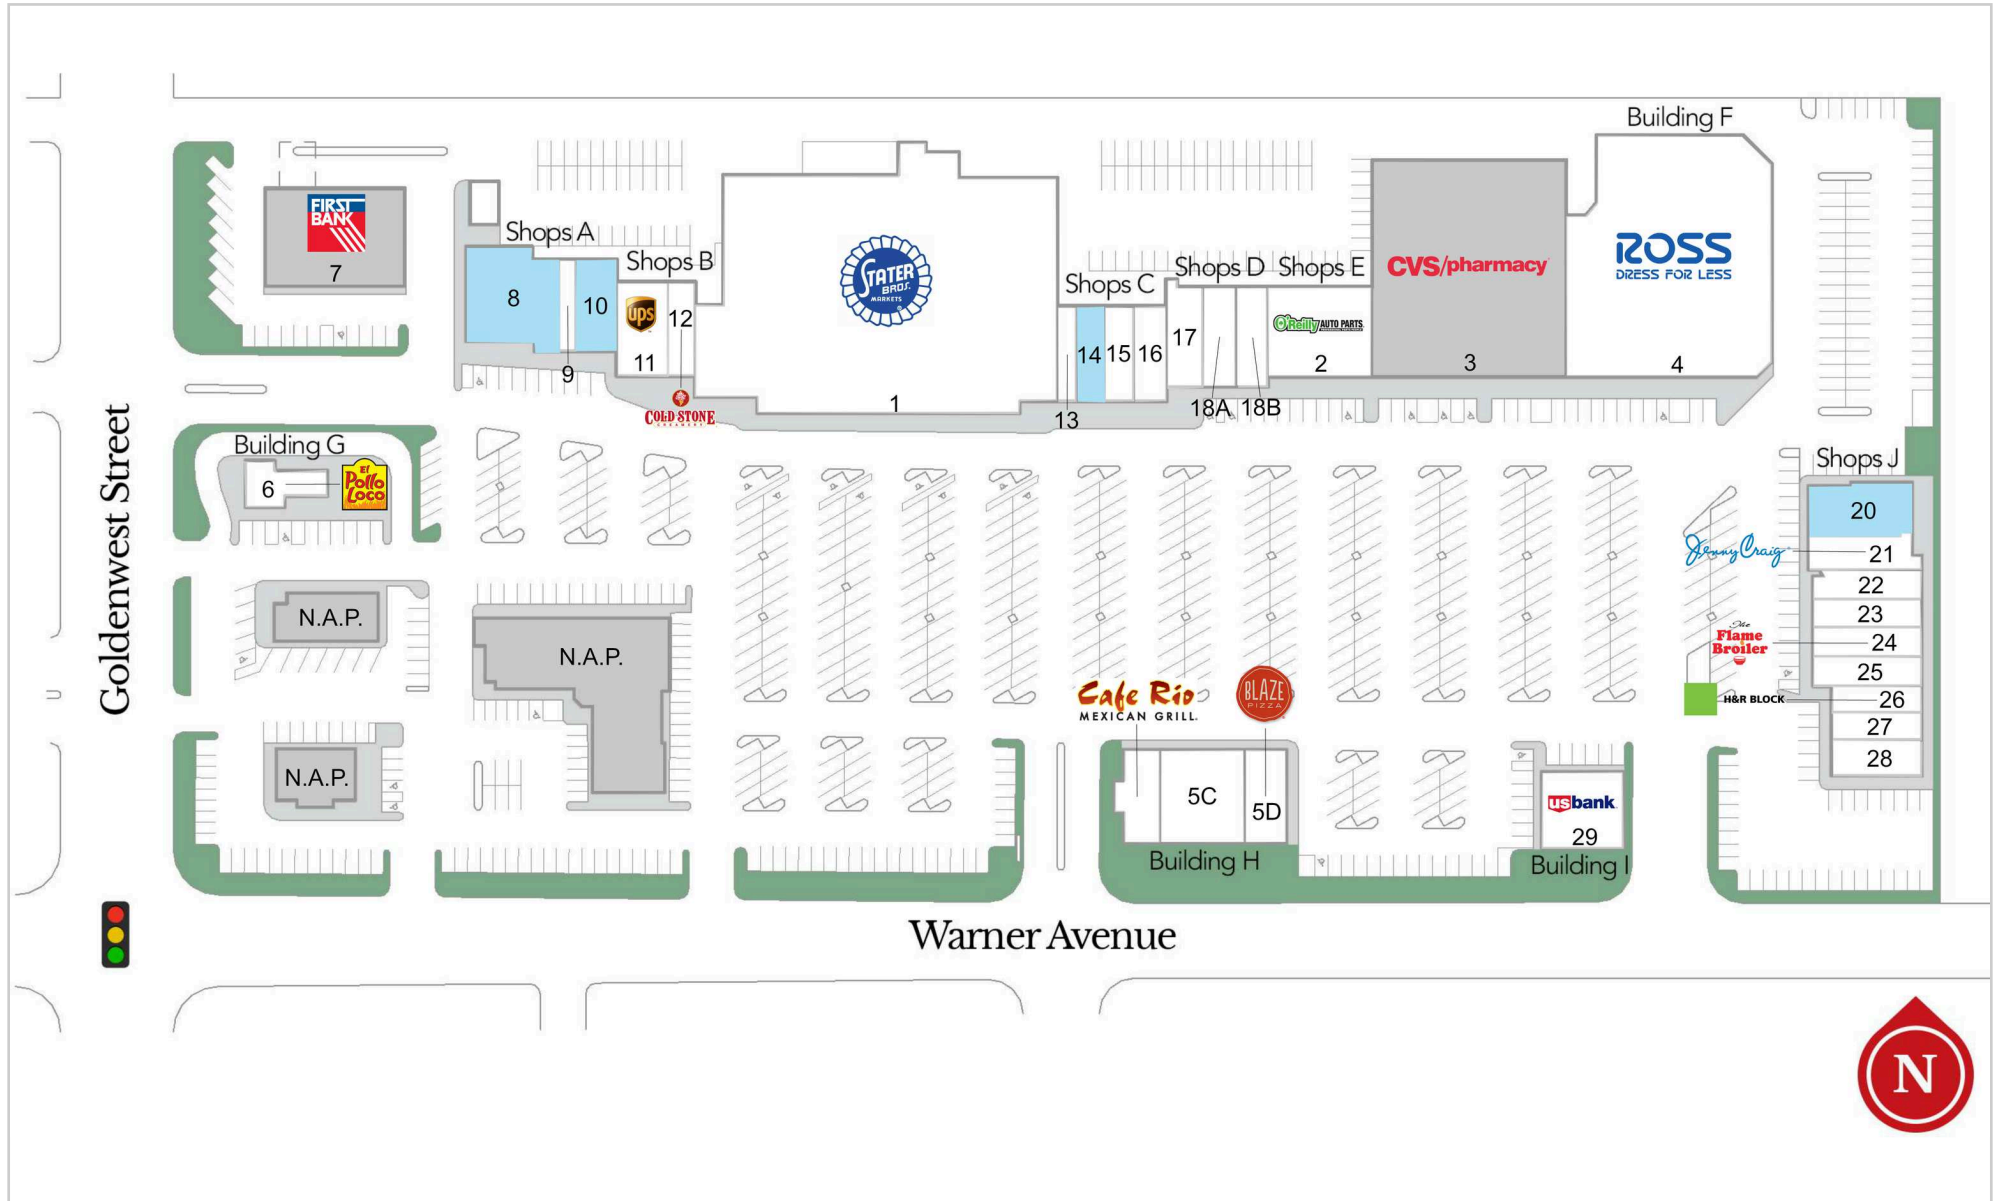 Building F
FIRST
BANK
7
Shops A
8
9
10
Shops B
ups
11
12
COLD STONE
CREAMERY
STATER
BROS.
MARKETS
1
Shops C
13
14
15
16
Shops D
17
18A
18B
Shops E
O'Reilly AUTO PARTS
2
CVS/pharmacy
3
ROSS
DRESS FOR LESS
4
Goldenwest Street
Building G
6
El
Pollo
Loco
N.A.P.
N.A.P.
N.A.P.
Shops J
20
Jenny Craig
21
22
23
The
Flame
Broiler
24
25
H&R BLOCK
26
27
28
Cafe Rio
MEXICAN GRILL
BLAZE
PIZZA
5C
5D
Building H
usbank
29
Building I
Warner Avenue
N